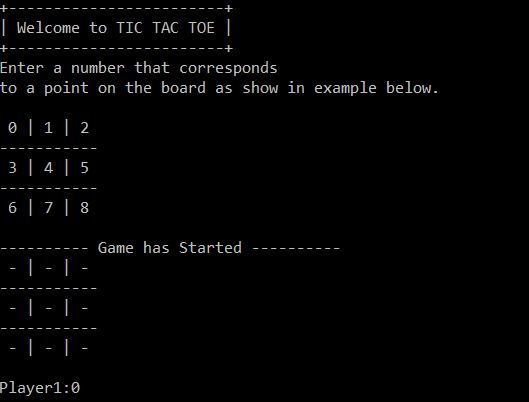 +-----------------------+
| Welcome to TIC TAC TOE |
+-----------------------+
Enter a number that corresponds
to a point on the board as show in example below.
0 | 1 | 2
-----------
3 | 4 | 5
-----------
6 | 7 | 8
---------- Game has Started ----------
- | - | -
-----------
- | - | -
-----------
- | - | -
Player1:0